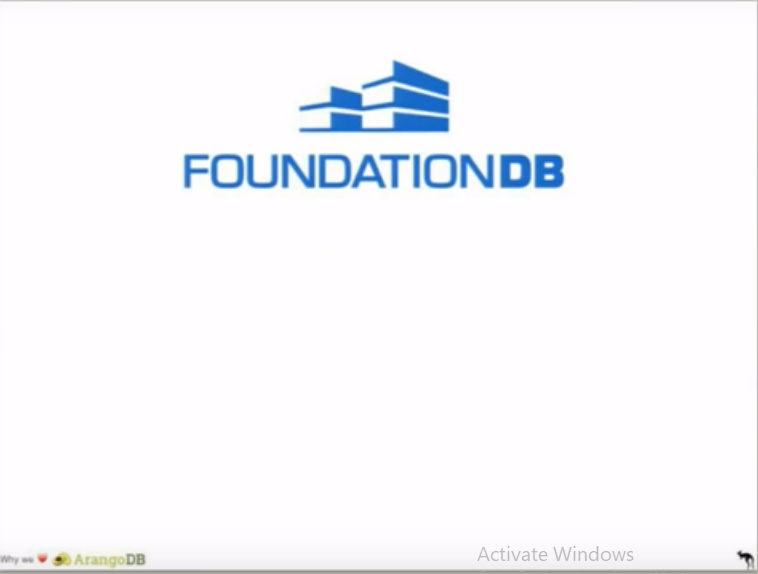 FOUNDATIONDB
Why we ❤ ArangoDB
Activate Windows